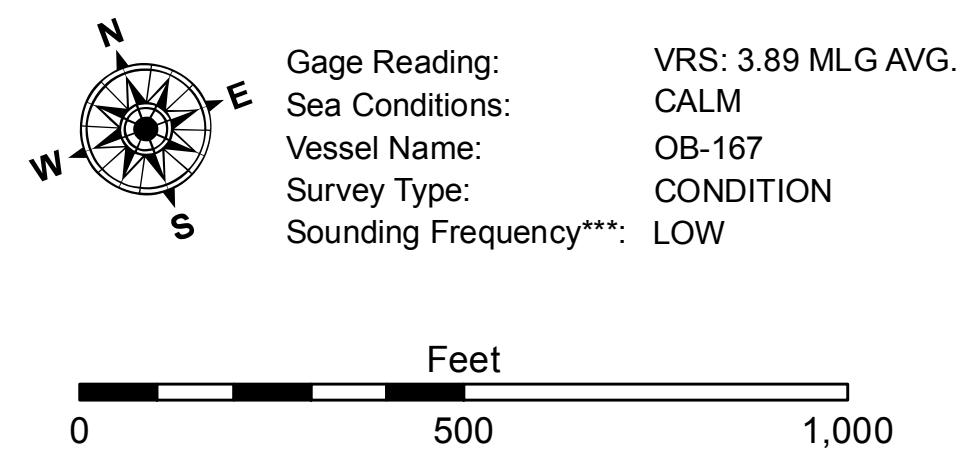 N
E
W
S
Gage Reading: VRS: 3.89 MLG AVG.
Sea Conditions: CALM
Vessel Name: OB-167
Survey Type: CONDITION
Sounding Frequency***: LOW
Feet
0 500 1,000